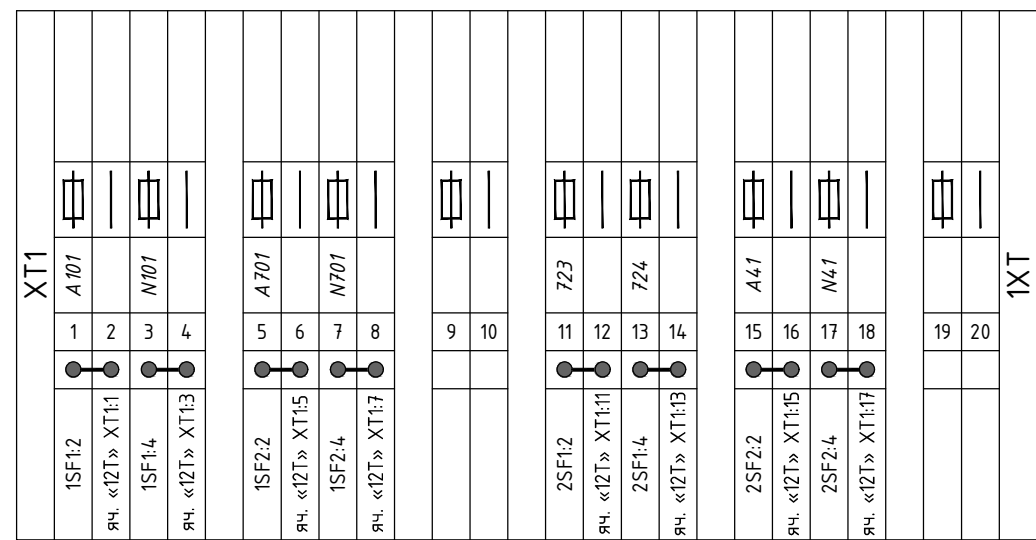 XT1
A101
N101
A701
N701
723
724
A41
N41
1XT
1
2
3
4
5
6
7
8
9
10
11
12
13
14
15
16
17
18
19
20
1SF1:2
яч. «12Т» XT1:1
1SF1:4
яч. «12Т» XT1:3
1SF2:2
яч. «12Т» XT1:5
1SF2:4
яч. «12Т» XT1:7
2SF1:2
яч. «12Т» XT1:11
2SF1:4
яч. «12Т» XT1:13
2SF2:2
яч. «12Т» XT1:15
2SF2:4
яч. «12Т» XT1:17